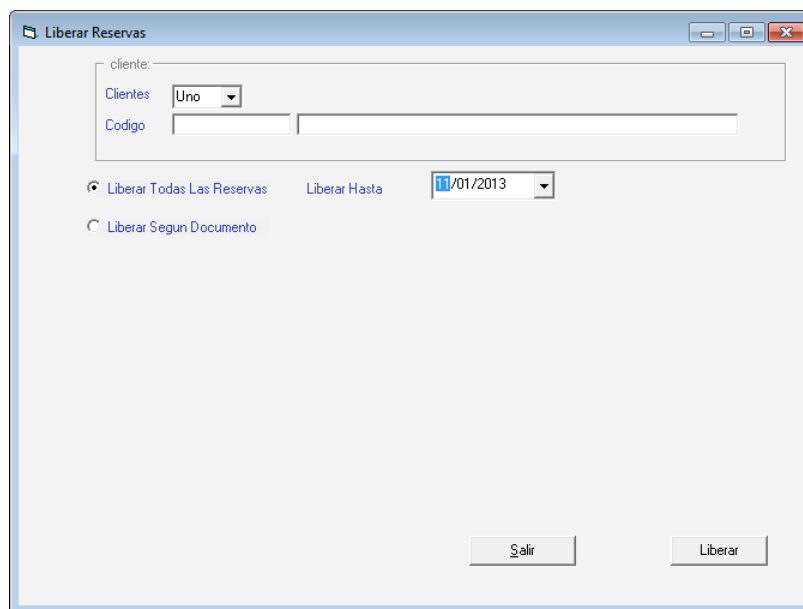 Liberar Reservas
cliente:
Clientes Uno
Codigo
Liberar Todas Las Reservas Liberar Hasta 11/01/2013
Liberar Segun Documento
Salir Liberar